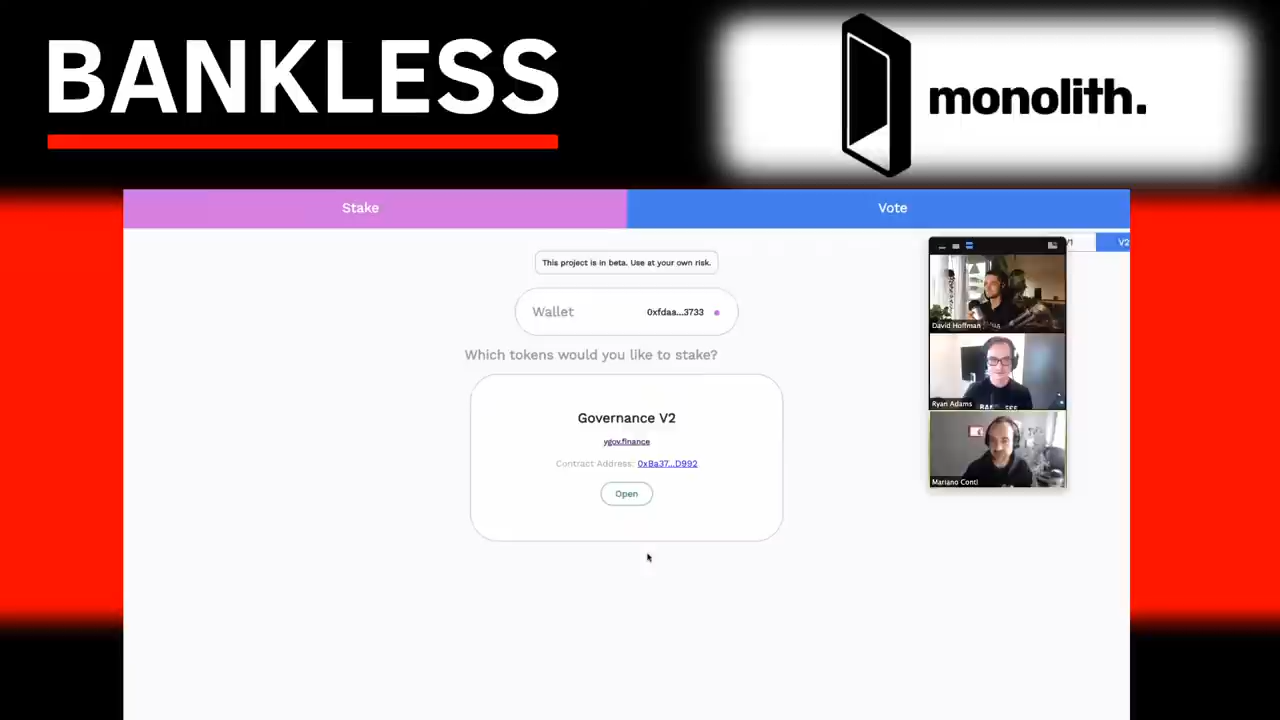 BANKLESS
monolith.
Stake
Vote
V2
This project is in beta. Use at your own risk.
Wallet
0xfdaa...3733
Which tokens would you like to stake?
Governance V2
ygov.finance
Contract Address: 0xBa37...D992
Open
David Hoffman
Ryan Adams
Mariano Conti